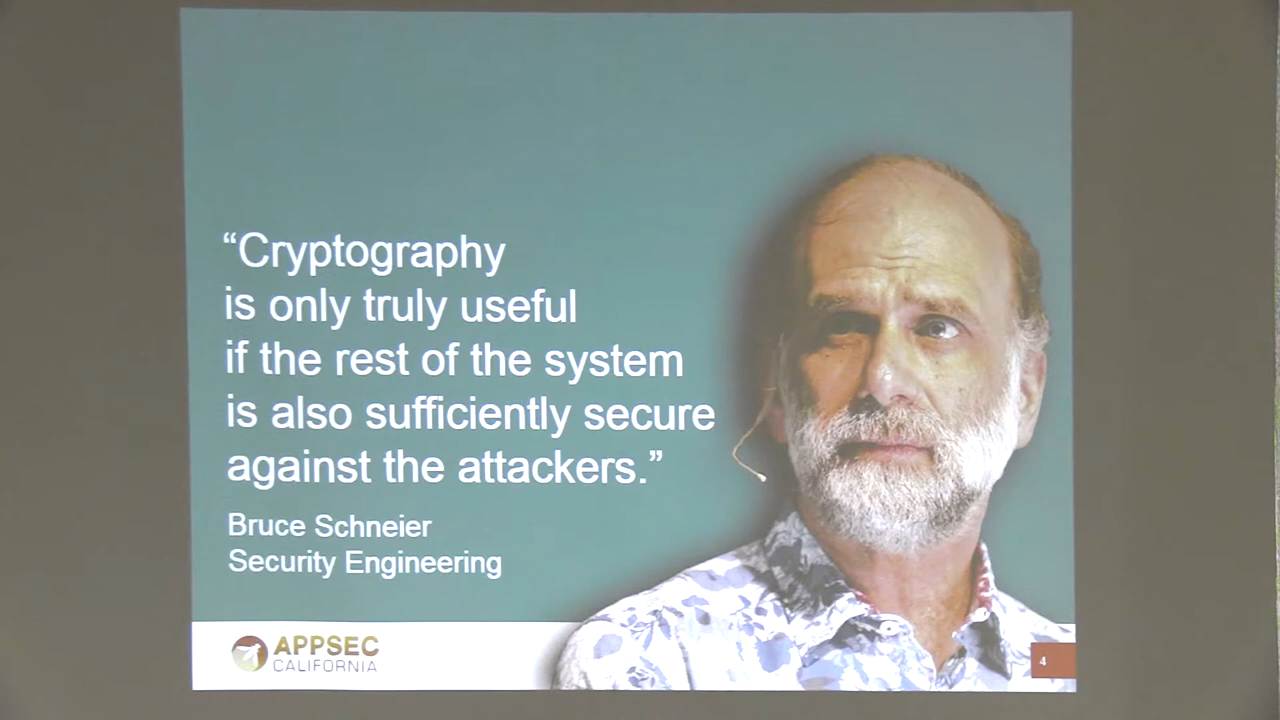 “Cryptography
is only truly useful
if the rest of the system
is also sufficiently secure
against the attackers.”
Bruce Schneier
Security Engineering
APPSEC
CALIFORNIA
4